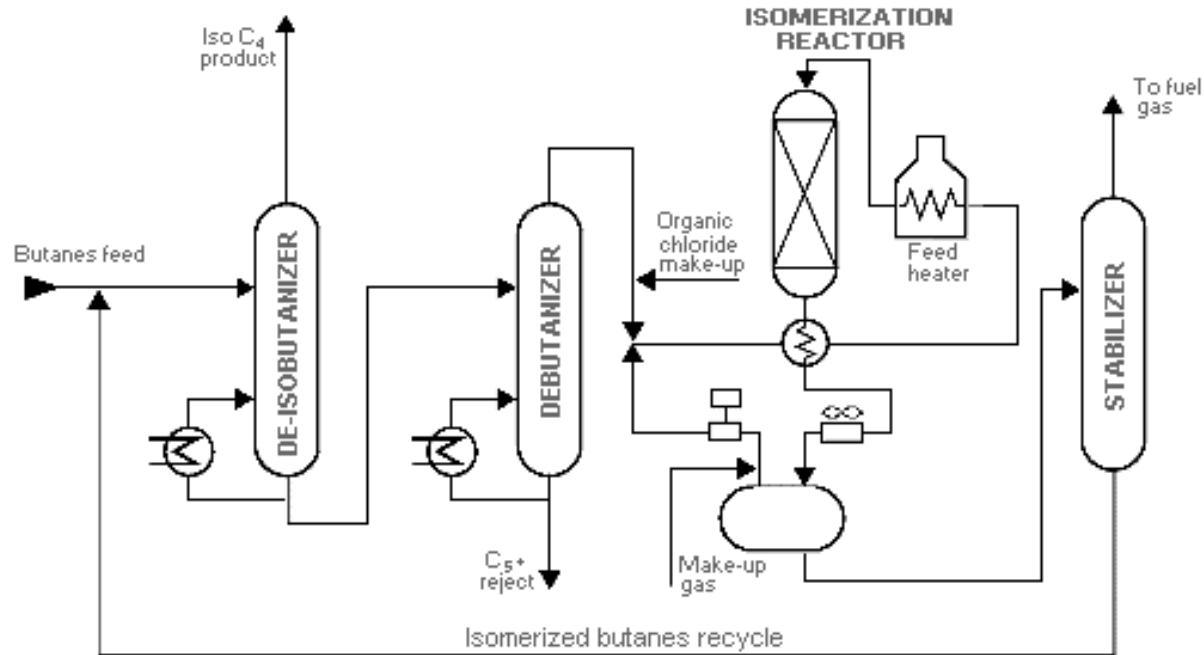 ISOMERIZATION
REACTOR
Iso C₄
product
To fuel
gas
Butanes feed
DE-ISOBUTANIZER
DEBUTANIZER
Organic
chloride
make-up
Feed
heater
STABILIZER
C₅+
reject
Make-up
gas
Isomerized butanes recycle